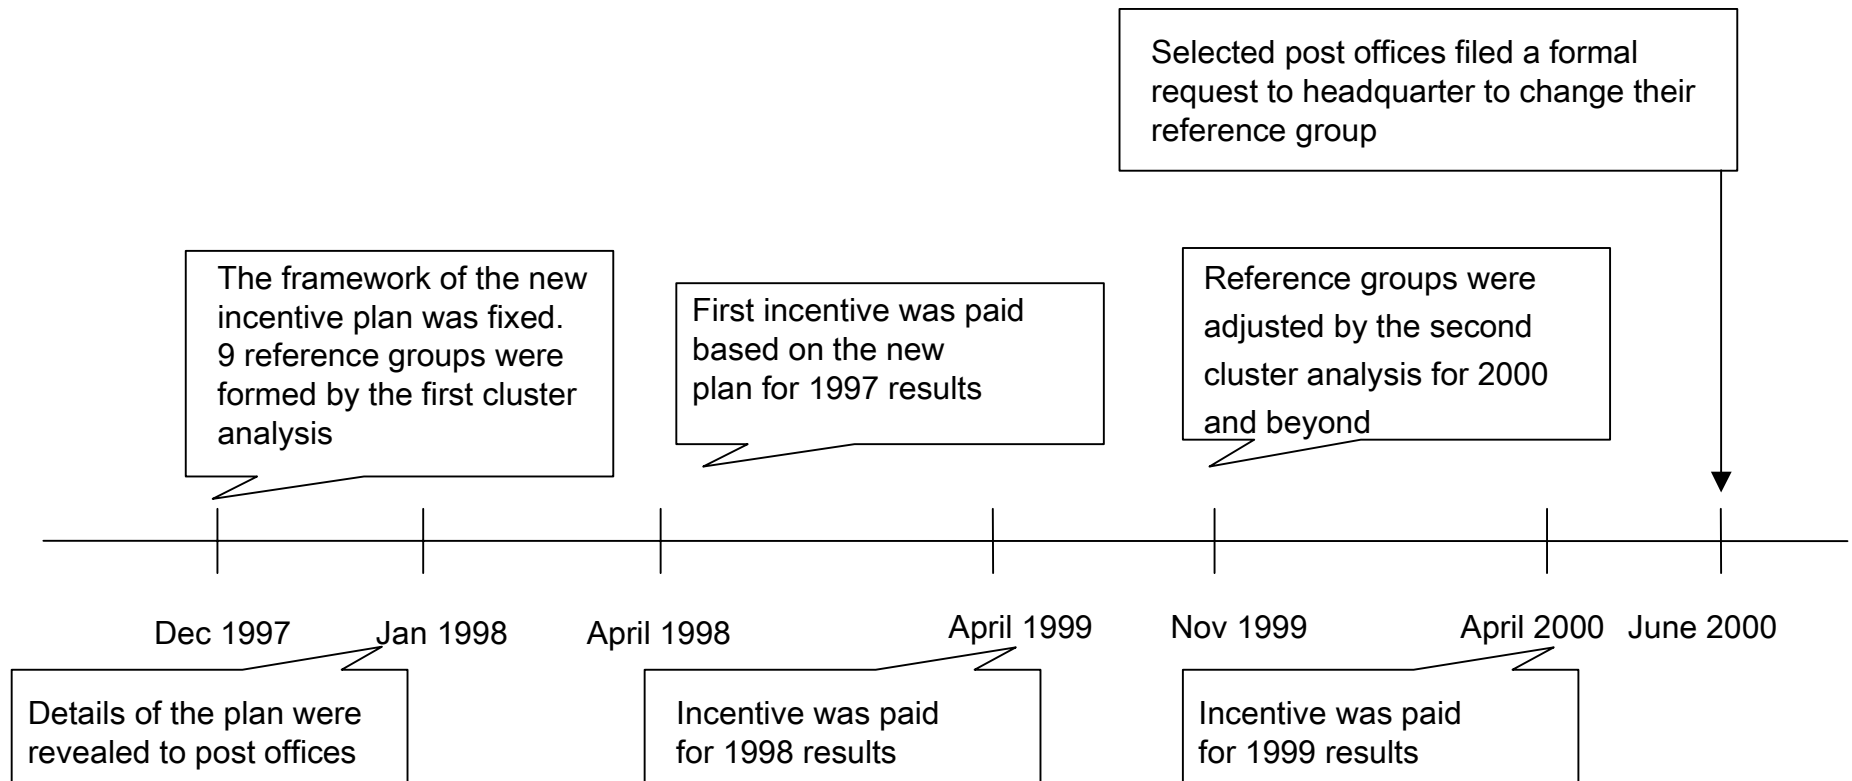 Selected post offices filed a formal
request to headquarter to change their
reference group
The framework of the new
incentive plan was fixed.
9 reference groups were
formed by the first cluster
analysis
First incentive was paid
based on the new
plan for 1997 results
Reference groups were
adjusted by the second
cluster analysis for 2000
and beyond
Dec 1997
Jan 1998
April 1998
April 1999
Nov 1999
April 2000
June 2000
Details of the plan were
revealed to post offices
Incentive was paid
for 1998 results
Incentive was paid
for 1999 results